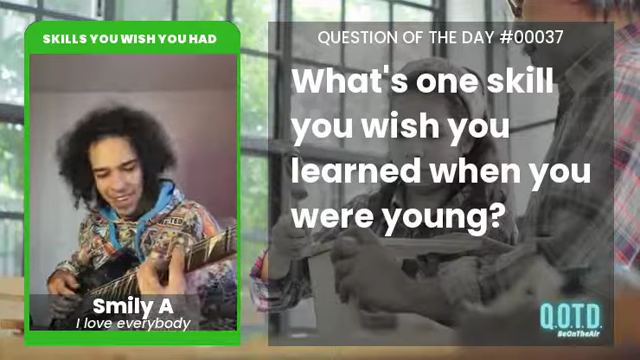 SKILLS YOU WISH YOU HAD
Smily A
I love everybody
QUESTION OF THE DAY #00037
What's one skill
you wish you
learned when you
were young?
Q.O.T.D.
BeOnTheAir